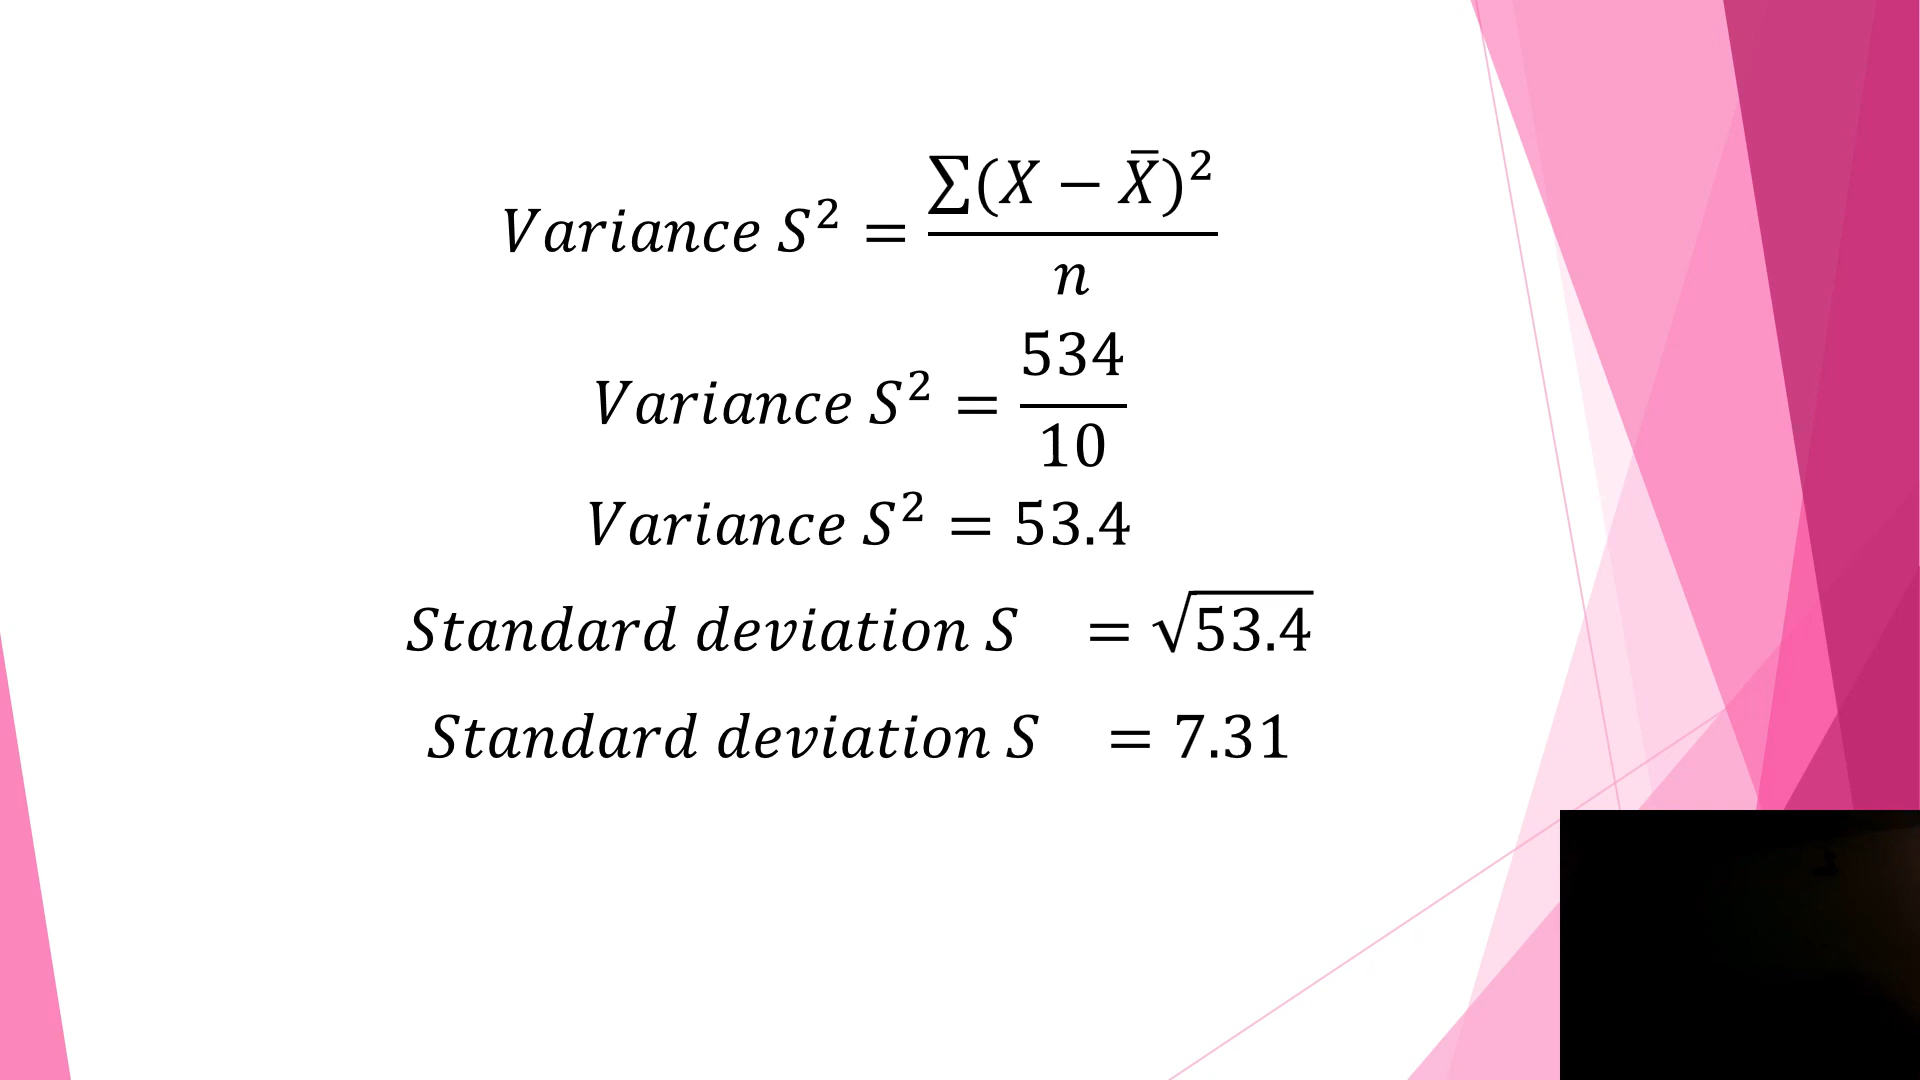 Variance S² = ∑(X − X̄)² / n
Variance S² = 534 / 10
Variance S² = 53.4
Standard deviation S = √53.4
Standard deviation S = 7.31